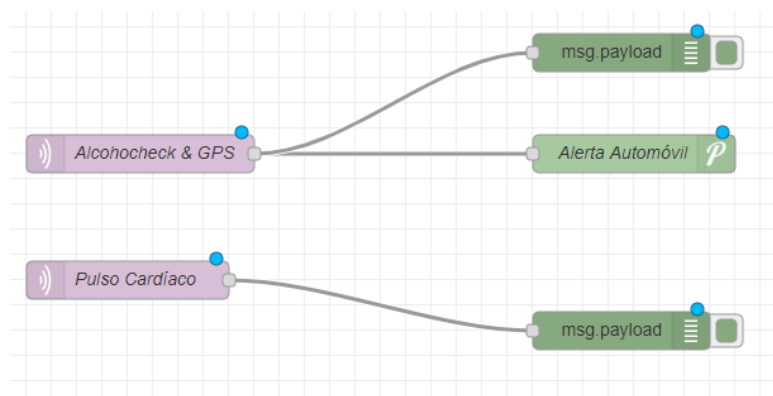 msg.payload
Alcohocheck & GPS
Alerta Automóvil
Pulso Cardíaco
msg.payload